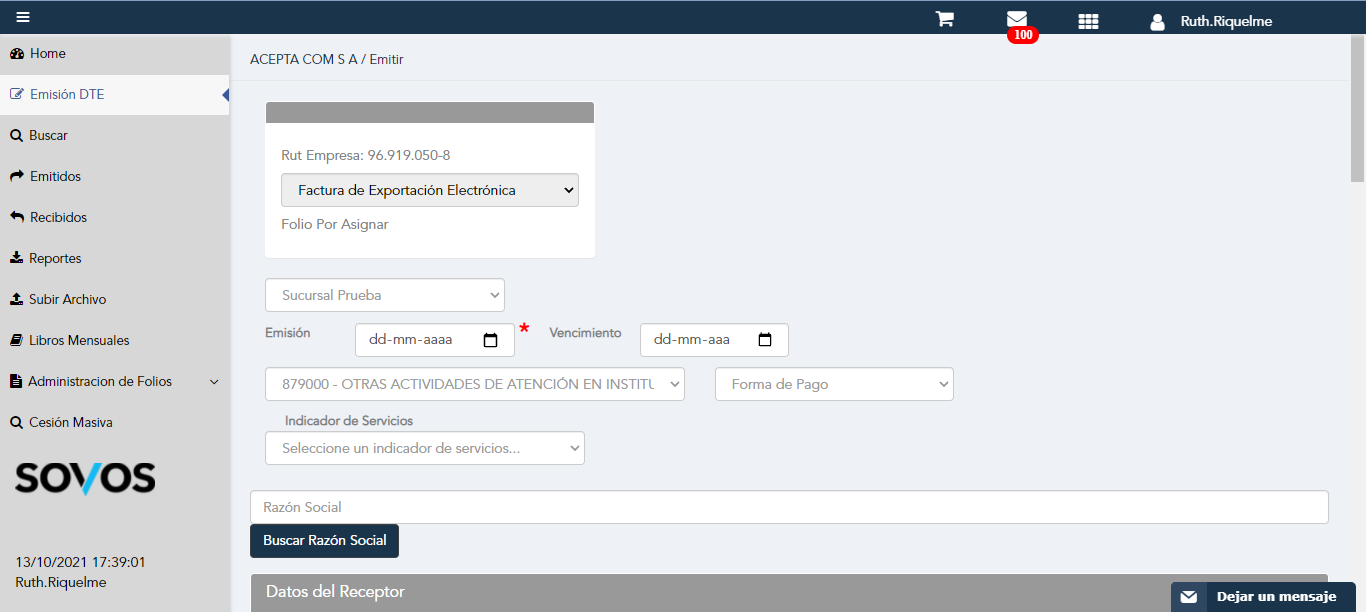 100
Ruth.Riquelme
Home
Emisión DTE
Buscar
Emitidos
Recibidos
Reportes
Subir Archivo
Libros Mensuales
Administracion de Folios
Cesión Masiva
SOVOS
13/10/2021 17:39:01
Ruth.Riquelme
ACEPTA COM S A / Emitir
Rut Empresa: 96.919.050-8
Factura de Exportación Electrónica
Folio Por Asignar
Sucursal Prueba
Emisión dd-mm-aaaa * Vencimiento dd-mm-aaa
879000 - OTRAS ACTIVIDADES DE ATENCIÓN EN INSTITU Forma de Pago
Indicador de Servicios
Seleccione un indicador de servicios...
Razón Social
Buscar Razón Social
Datos del Receptor
Dejar un mensaje